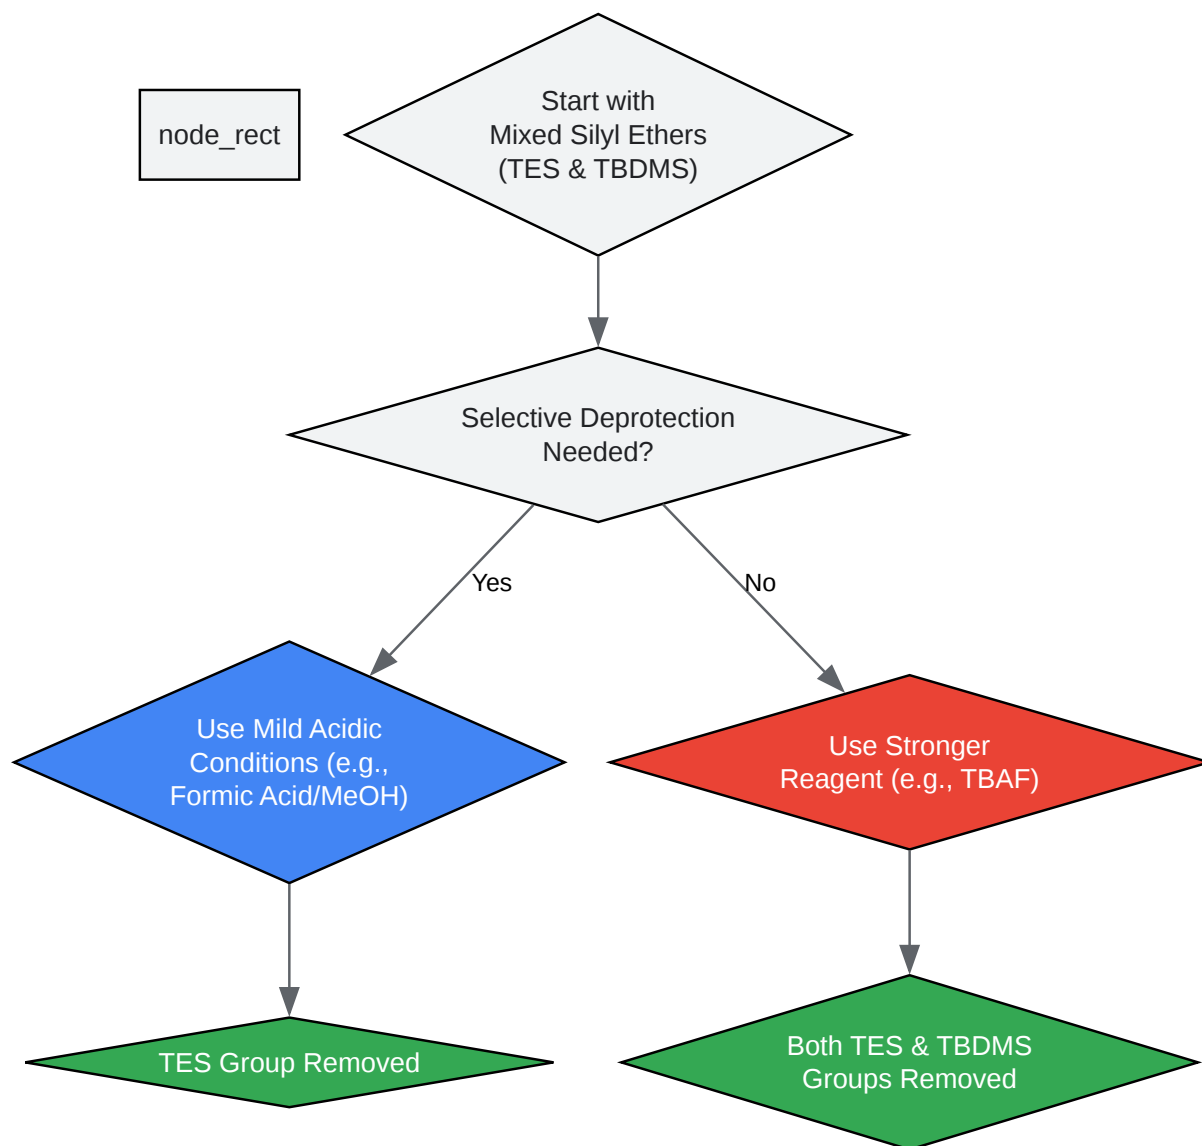 node_rect
Start with
Mixed Silyl Ethers
(TES & TBDMS)
Selective Deprotection
Needed?
Yes
No
Use Mild Acidic
Conditions (e.g.,
Formic Acid/MeOH)
Use Stronger
Reagent (e.g., TBAF)
TES Group Removed
Both TES & TBDMS
Groups Removed